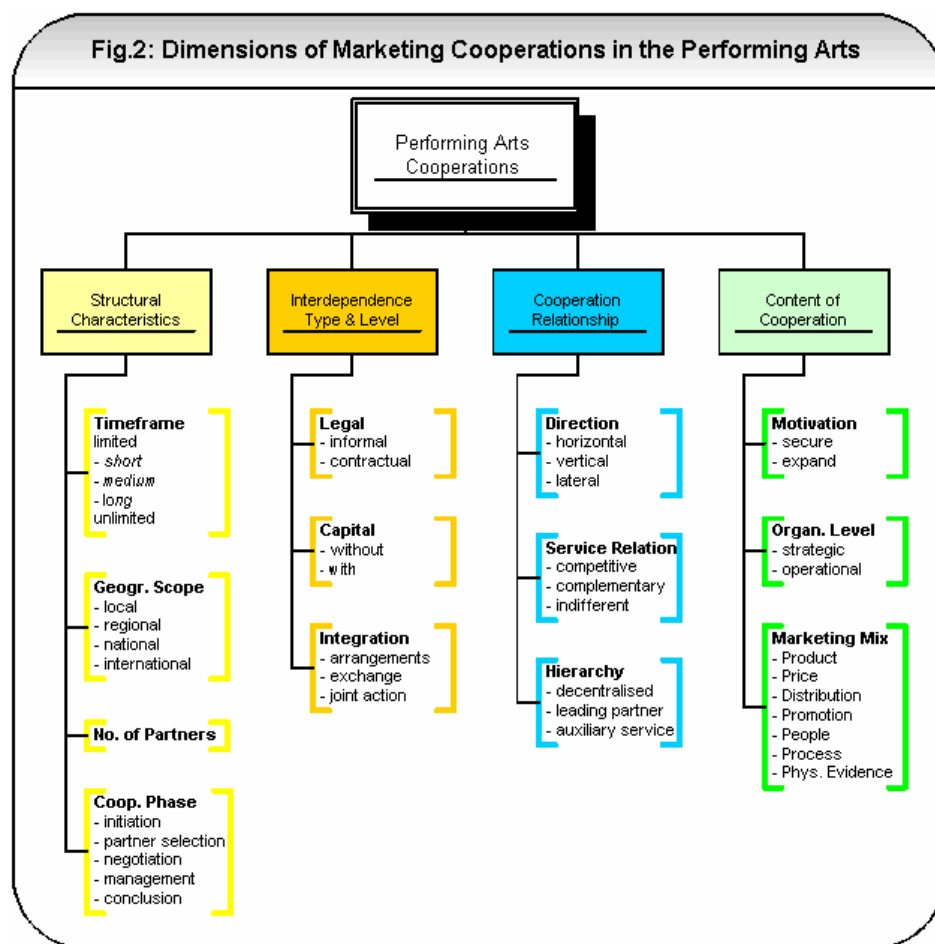 Fig.2: Dimensions of Marketing Cooperations in the Performing Arts
Performing Arts
Cooperations
Structural
Characteristics
Timeframe
limited
- short
- medium
- long
unlimited
Geogr. Scope
- local
- regional
- national
- international
No. of Partners
Coop. Phase
- initiation
- partner selection
- negotiation
- management
- conclusion
Interdependence
Type & Level
Legal
- informal
- contractual
Capital
- without
- with
Integration
- arrangements
- exchange
- joint action
Cooperation
Relationship
Direction
- horizontal
- vertical
- lateral
Service Relation
- competitive
- complementary
- indifferent
Hierarchy
- decentralised
- leading partner
- auxiliary service
Content of
Cooperation
Motivation
- secure
- expand
Organ. Level
- strategic
- operational
Marketing Mix
- Product
- Price
- Distribution
- Promotion
- People
- Process
- Phys. Evidence